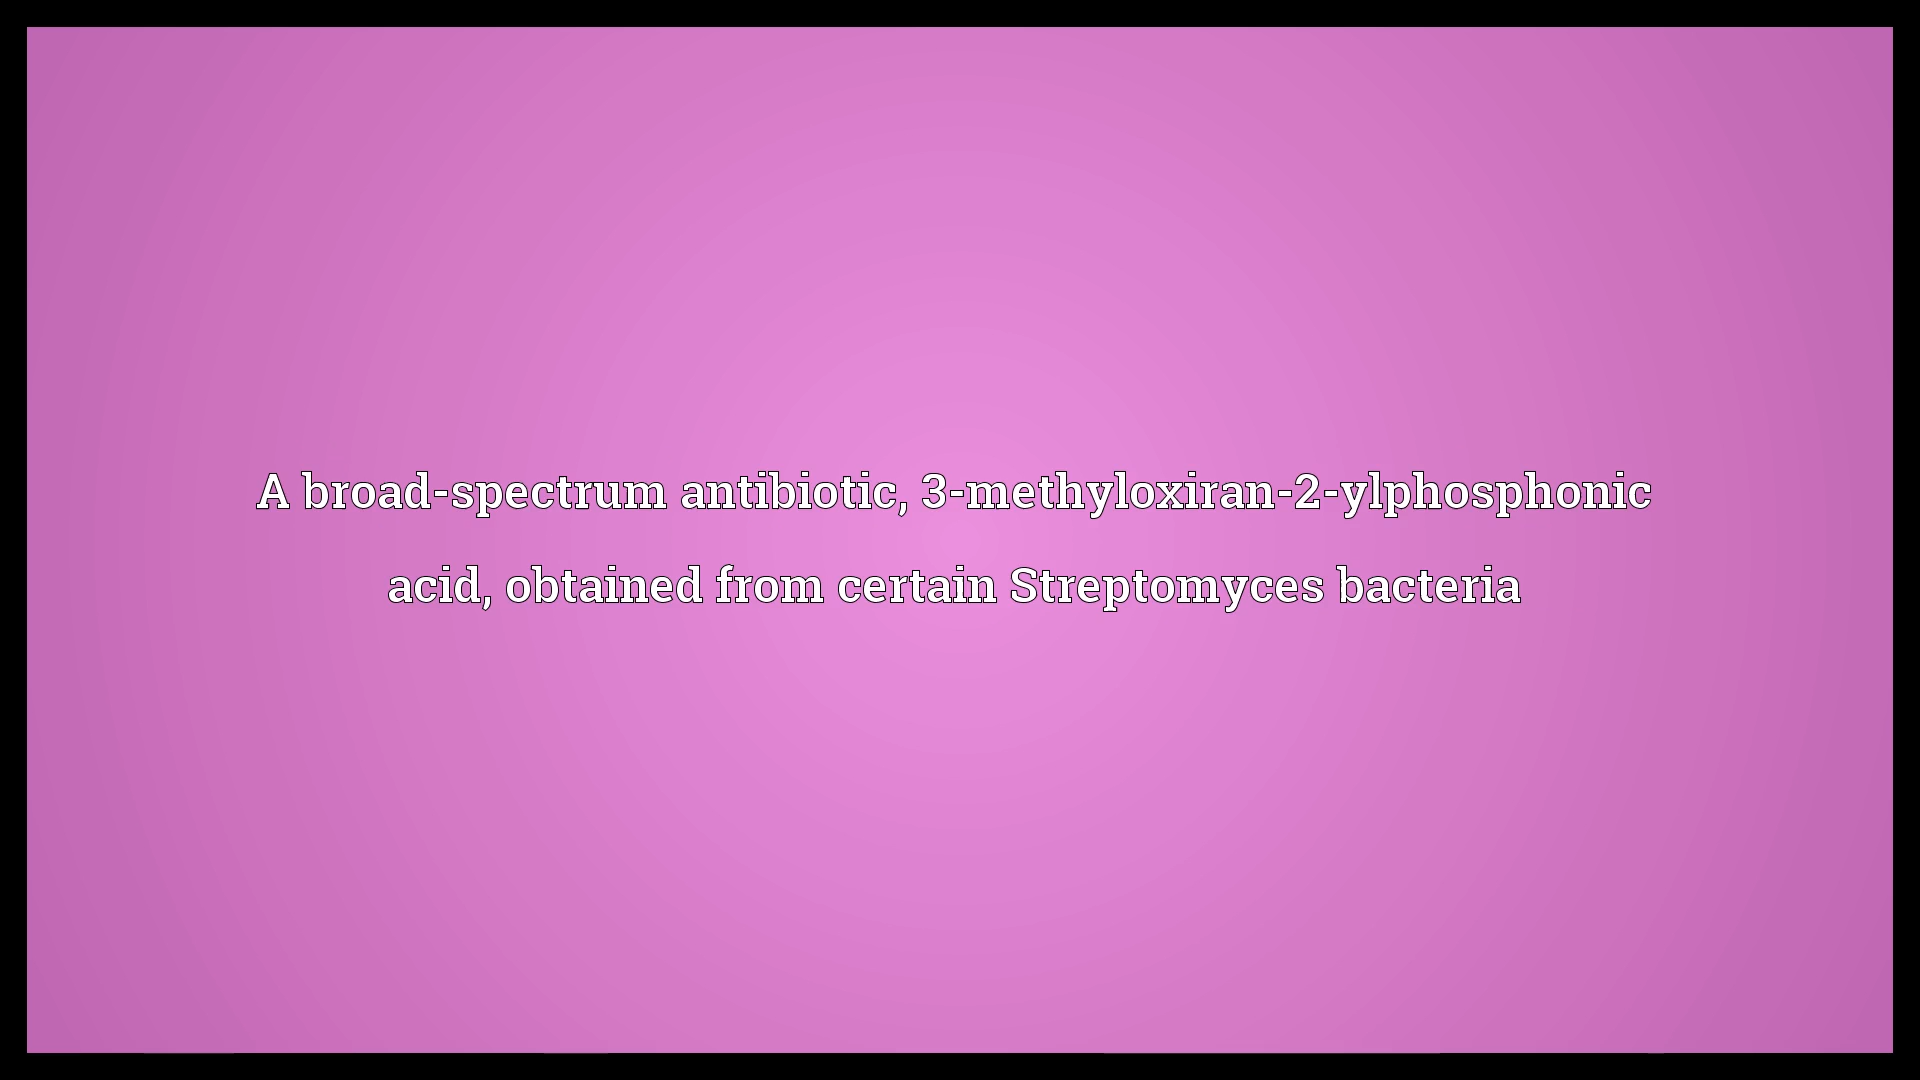 A broad-spectrum antibiotic, 3-methyloxiran-2-ylphosphonic
acid, obtained from certain Streptomyces bacteria